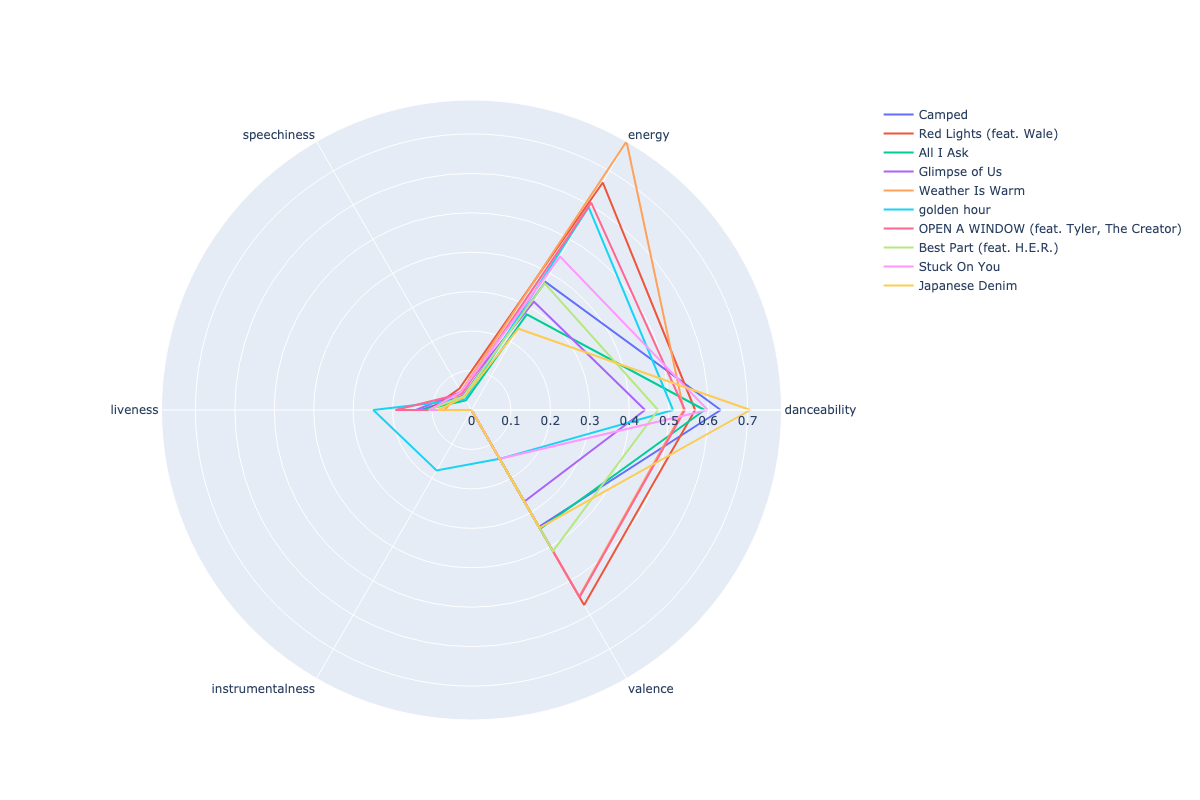 energy
speechiness
liveness
danceability
0 0.1 0.2 0.3 0.4 0.5 0.6 0.7
instrumentalness
valence
Camped
Red Lights (feat. Wale)
All I Ask
Glimpse of Us
Weather Is Warm
golden hour
OPEN A WINDOW (feat. Tyler, The Creator)
Best Part (feat. H.E.R.)
Stuck On You
Japanese Denim